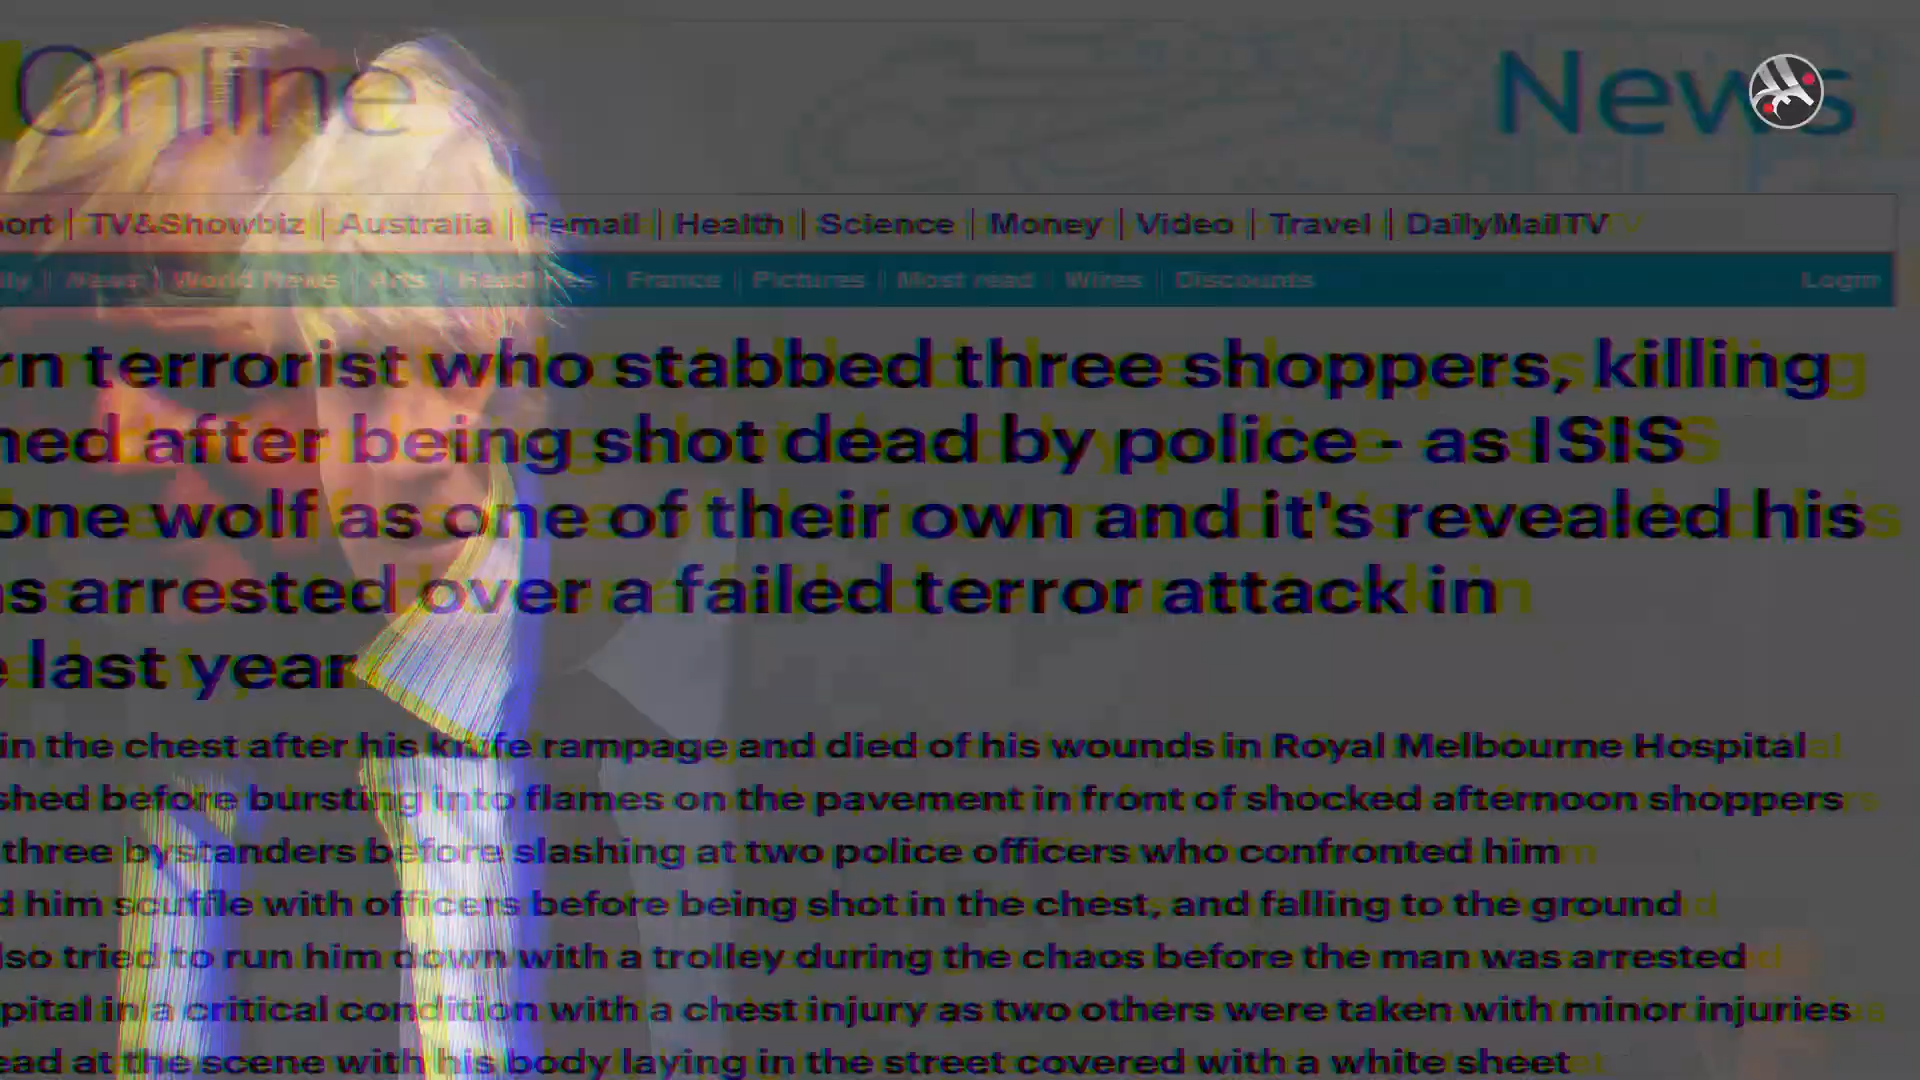 Online News
TV&Showbiz | Australia | Femail | Health | Science | Money | Video | Travel | DailyMailTV
News | World News | Arts | Headlines | France | Pictures | Most read | Wires | Discounts Login
terrorist who stabbed three shoppers, killing
after being shot dead by police - as ISIS
wolf as one of their own and it's revealed his
arrested over a failed terror attack in
last year
in the chest after his knife rampage and died of his wounds in Royal Melbourne Hospital
before bursting into flames on the pavement in front of shocked afternoon shoppers
three bystanders before slashing at two police officers who confronted him
him scuffle with officers before being shot in the chest, and falling to the ground
tried to run him down with a trolley during the chaos before the man was arrested
in a critical condition with a chest injury as two others were taken with minor injuries
at the scene with his body laying in the street covered with a white sheet